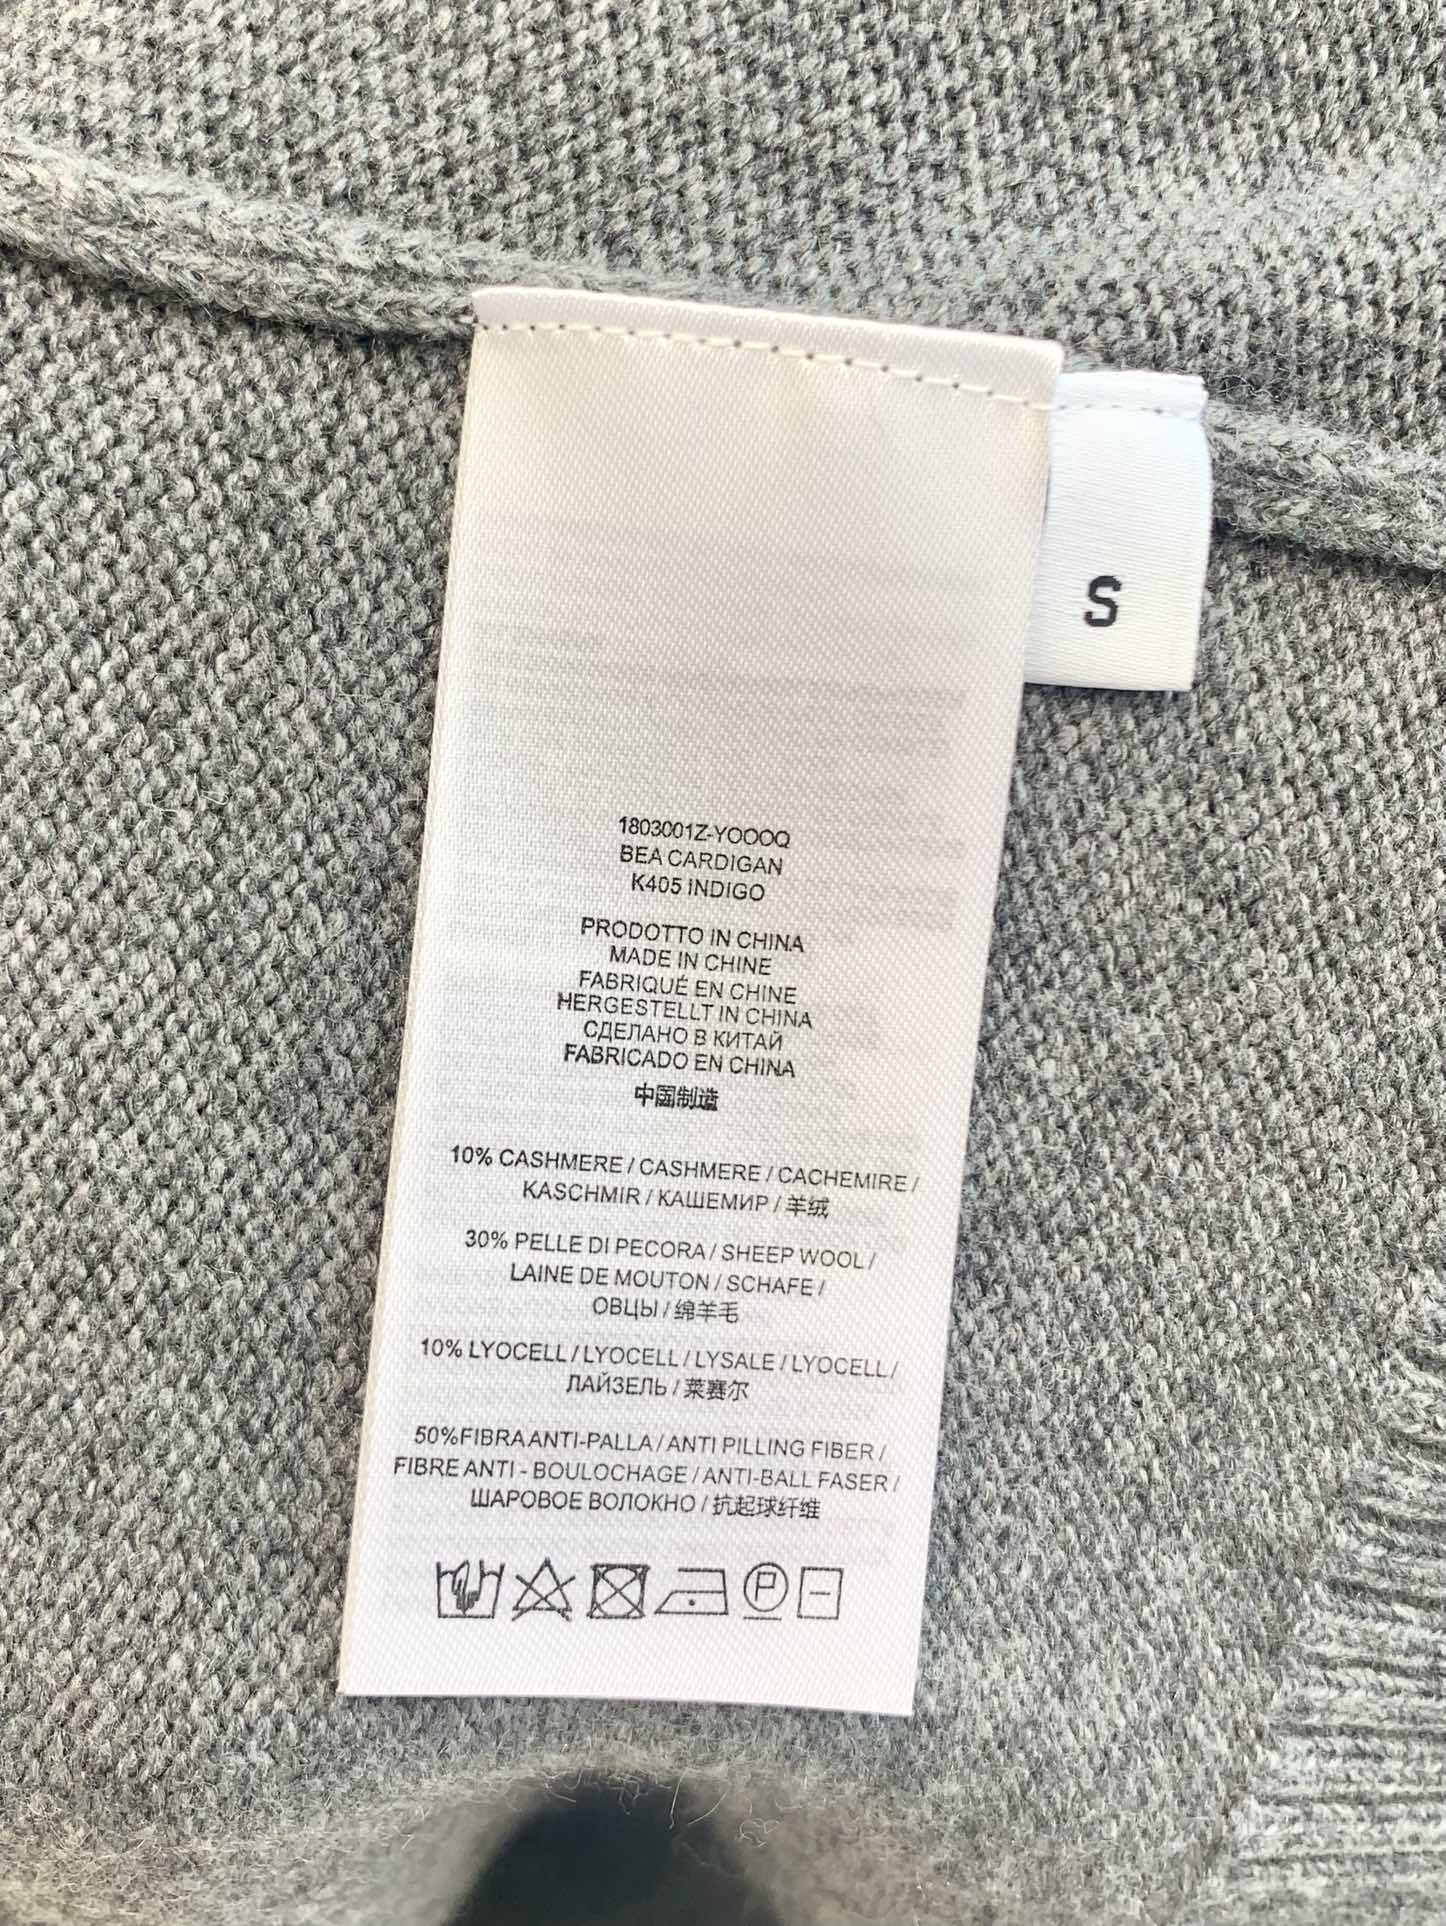 S
1803001Z-YOOOQ
BEA CARDIGAN
K405 INDIGO
PRODOTTO IN CHINA
MADE IN CHINE
FABRIQUÉ EN CHINE
HERGESTELLT IN CHINA
СДЕЛАНО В КИТАЙ
FABRICADO EN CHINA
中国制造
10% CASHMERE / CASHMERE / CACHEMIRE /
KASCHMIR / КАШЕМИР / 羊绒
30% PELLE DI PECORA / SHEEP WOOL /
LAINE DE MOUTON / SCHAFE /
ОВЦЫ / 绵羊毛
10% LYOCELL / LYOCELL / LYSALE / LYOCELL /
ЛАЙЗЕЛЬ / 莱赛尔
50%FIBRA ANTI-PALLA / ANTI PILLING FIBER /
FIBRE ANTI - BOULOCHAGE / ANTI-BALL FASER /
ШАРОВОЕ ВОЛОКНО / 抗起球纤维
P